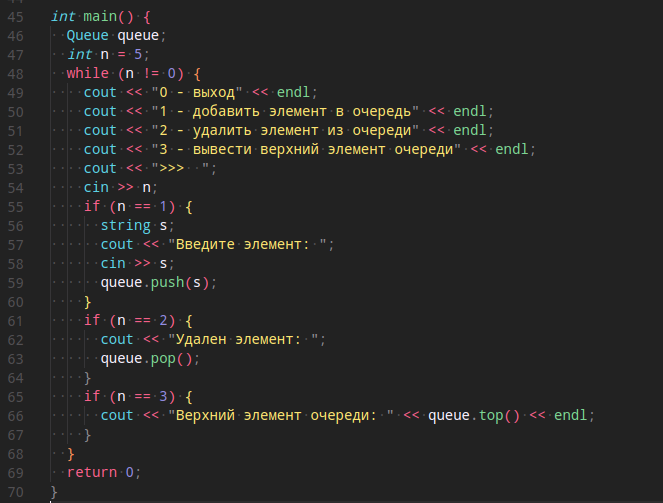 45 int main() {
46 Queue queue;
47 int n = 5;
48 while (n != 0) {
49 cout << "0 - выход" << endl;
50 cout << "1 - добавить элемент в очередь" << endl;
51 cout << "2 - удалить элемент из очереди" << endl;
52 cout << "3 - вывести верхний элемент очереди" << endl;
53 cout << ">>> ";
54 cin >> n;
55 if (n == 1) {
56 string s;
57 cout << "Введите элемент: ";
58 cin >> s;
59 queue.push(s);
60 }
61 if (n == 2) {
62 cout << "Удален элемент: ";
63 queue.pop();
64 }
65 if (n == 3) {
66 cout << "Верхний элемент очереди: " << queue.top() << endl;
67 }
68 }
69 return 0;
70 }